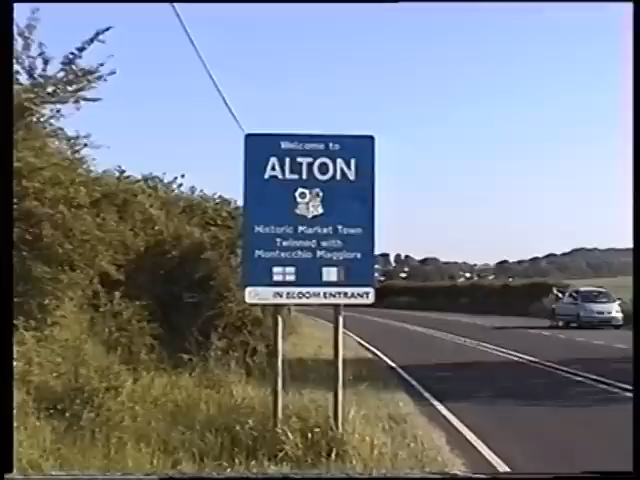 Welcome to
ALTON
Historic Market Town
Twinned with
Montecchio Maggiore
IN BLOOM ENTRANT